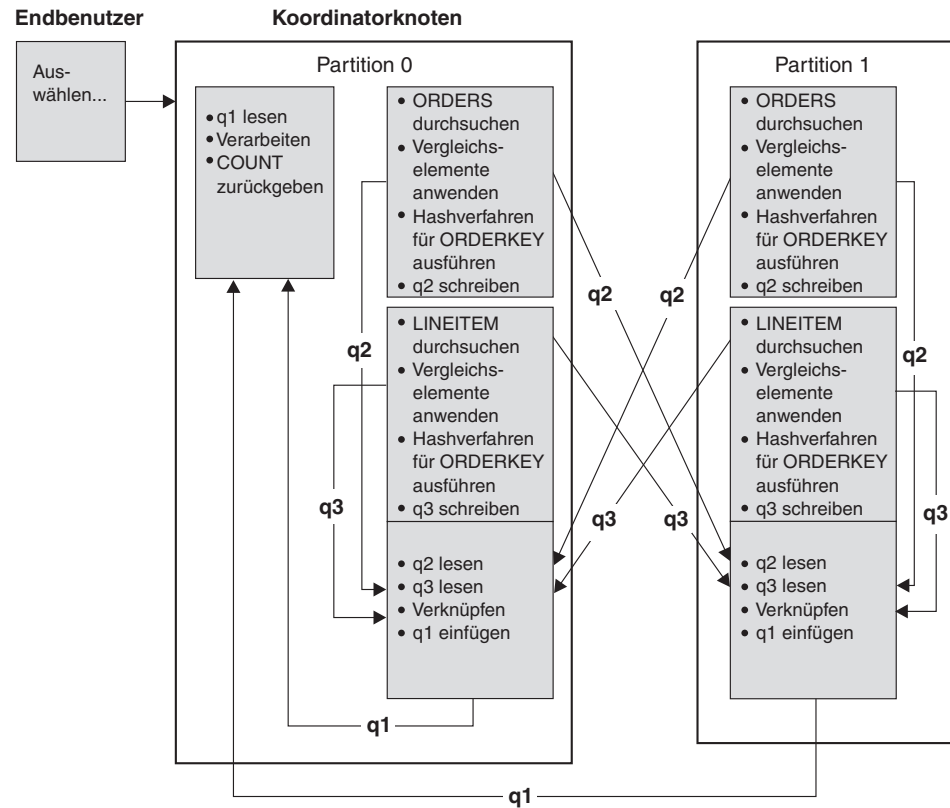 Endbenutzer
Koordinatorknoten
Aus-
wählen...
Partition 0
• q1 lesen
• Verarbeiten
• COUNT
zurückgeben
• ORDERS
durchsuchen
• Vergleichs-
elemente
anwenden
• Hashverfahren
für ORDERKEY
ausführen
• q2 schreiben
• LINEITEM
durchsuchen
• Vergleichs-
elemente
anwenden
• Hashverfahren
für ORDERKEY
ausführen
• q3 schreiben
• q2 lesen
• q3 lesen
• Verknüpfen
• q1 einfügen
q2
q3
q1
q2
q2
q3
q3
Partition 1
• ORDERS
durchsuchen
• Vergleichs-
elemente
anwenden
• Hashverfahren
für ORDERKEY
ausführen
• q2 schreiben
• LINEITEM
durchsuchen
• Vergleichs-
elemente
anwenden
• Hashverfahren
für ORDERKEY
ausführen
• q3 schreiben
• q2 lesen
• q3 lesen
• Verknüpfen
• q1 einfügen
q2
q3
q1